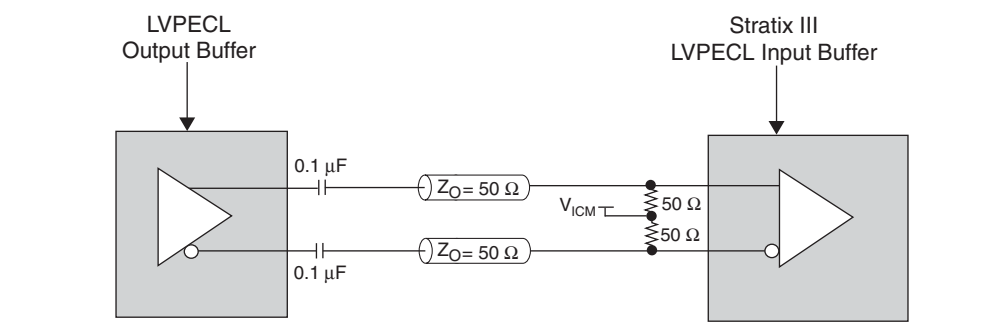 LVPECL
Output Buffer
Stratix III
LVPECL Input Buffer
0.1 μF
Z_O = 50 Ω
V_ICM
50 Ω
50 Ω
Z_O = 50 Ω
0.1 μF